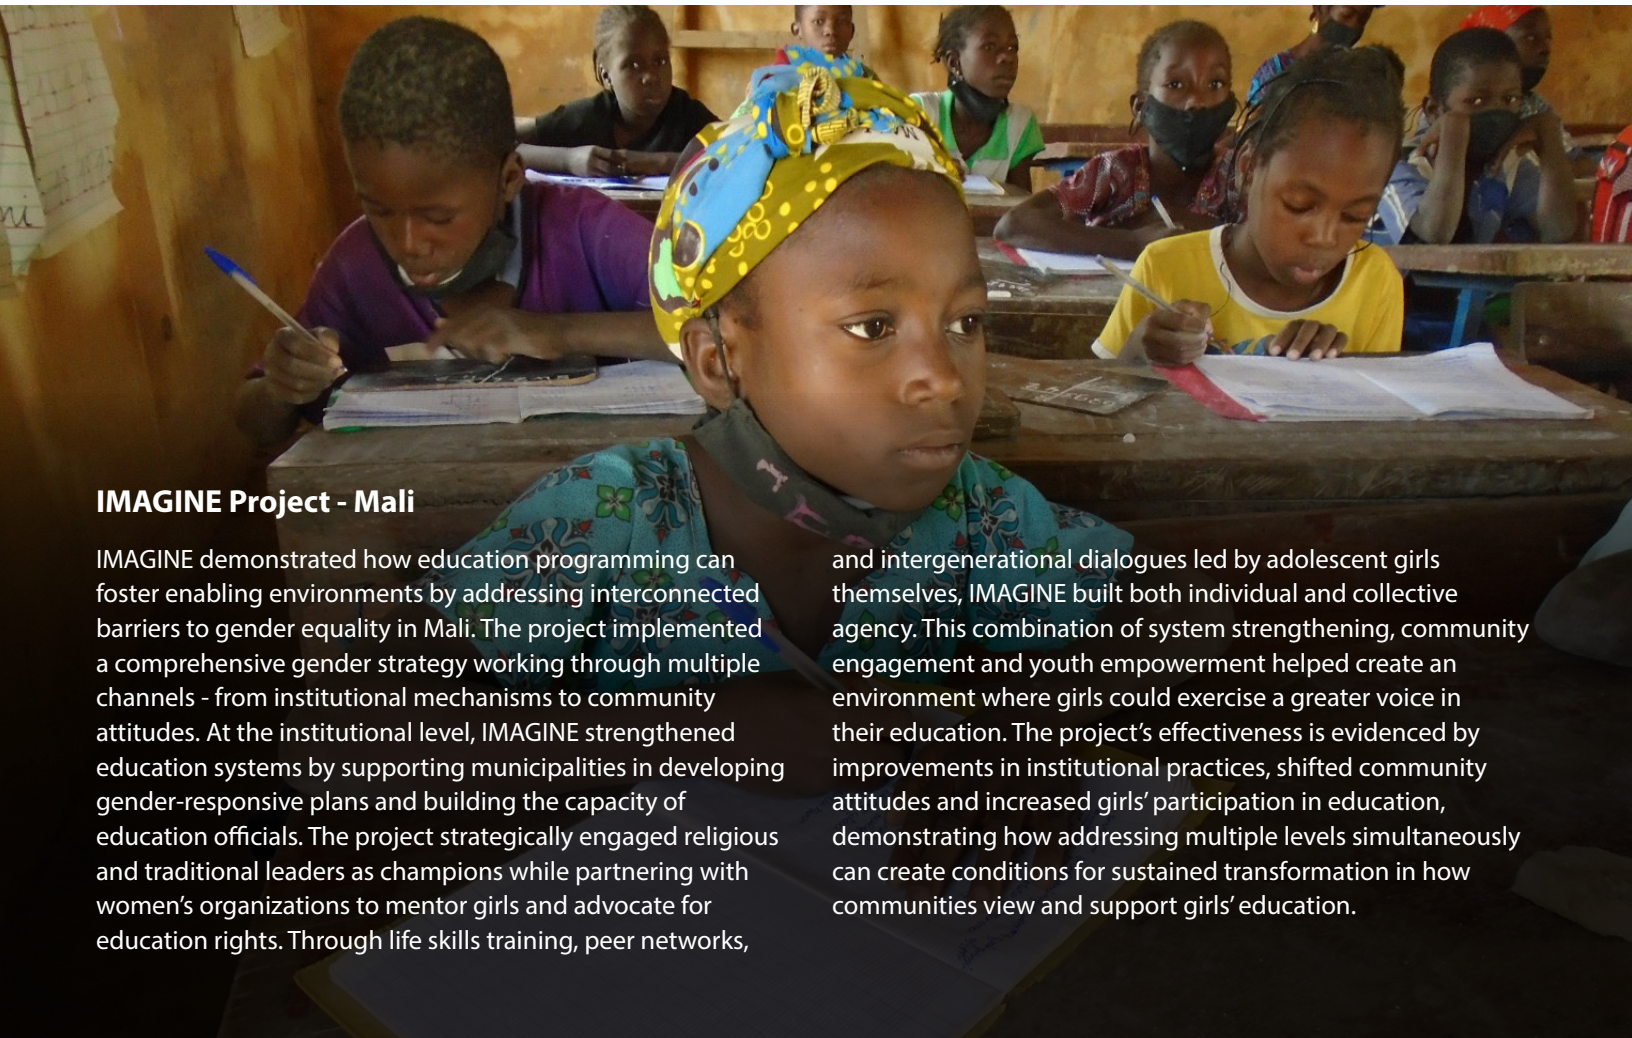 IMAGINE Project - Mali
IMAGINE demonstrated how education programming can
foster enabling environments by addressing interconnected
barriers to gender equality in Mali. The project implemented
a comprehensive gender strategy working through multiple
channels - from institutional mechanisms to community
attitudes. At the institutional level, IMAGINE strengthened
education systems by supporting municipalities in developing
gender-responsive plans and building the capacity of
education officials. The project strategically engaged religious
and traditional leaders as champions while partnering with
women’s organizations to mentor girls and advocate for
education rights. Through life skills training, peer networks,
and intergenerational dialogues led by adolescent girls
themselves, IMAGINE built both individual and collective
agency. This combination of system strengthening, community
engagement and youth empowerment helped create an
environment where girls could exercise a greater voice in
their education. The project’s effectiveness is evidenced by
improvements in institutional practices, shifted community
attitudes and increased girls’ participation in education,
demonstrating how addressing multiple levels simultaneously
can create conditions for sustained transformation in how
communities view and support girls’ education.